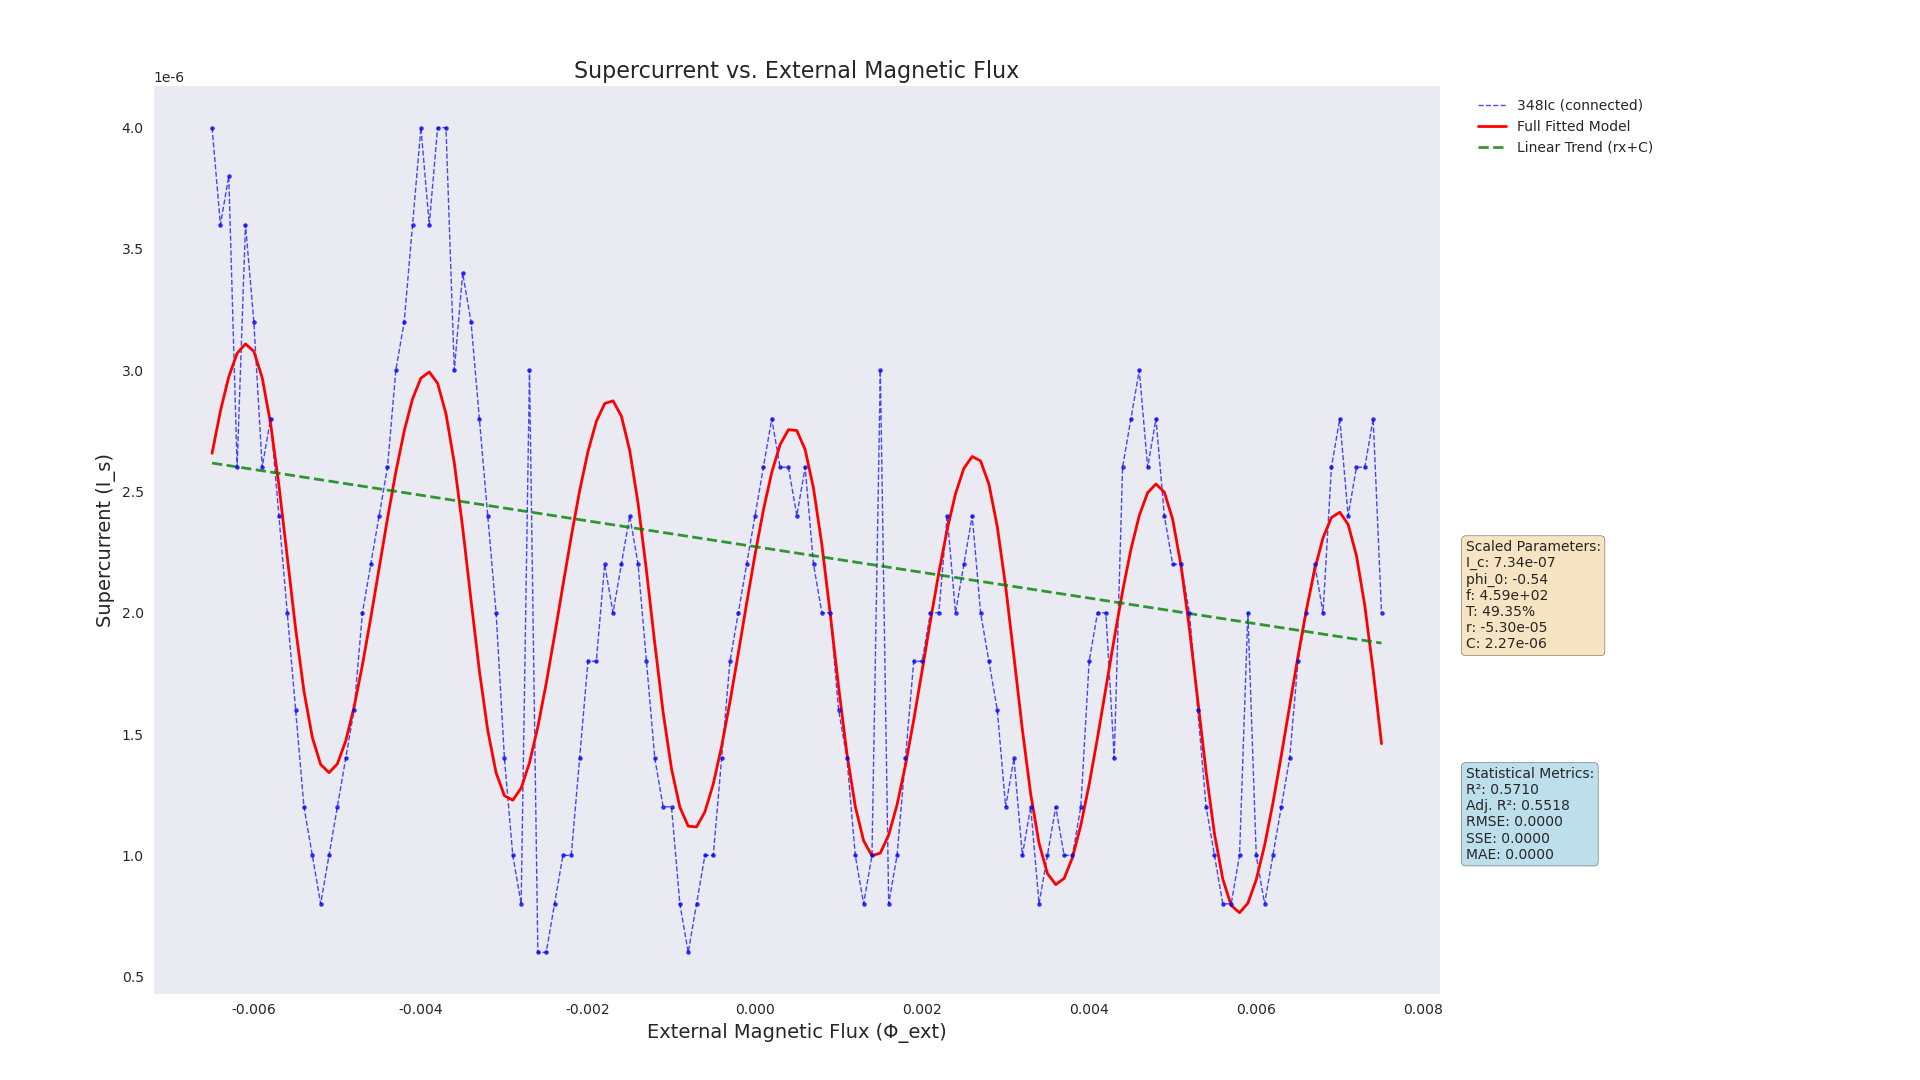 Supercurrent vs. External Magnetic Flux
1e-6
4.0
3.5
3.0
2.5
2.0
1.5
1.0
0.5
Supercurrent (I_s)
-0.006
-0.004
-0.002
0.000
0.002
0.004
0.006
0.008
External Magnetic Flux (Φ_ext)
348Ic (connected)
Full Fitted Model
Linear Trend (rx+C)
Scaled Parameters:
I_c: 7.34e-07
phi_0: -0.54
f: 4.59e+02
T: 49.35%
r: -5.30e-05
C: 2.27e-06
Statistical Metrics:
R²: 0.5710
Adj. R²: 0.5518
RMSE: 0.0000
SSE: 0.0000
MAE: 0.0000